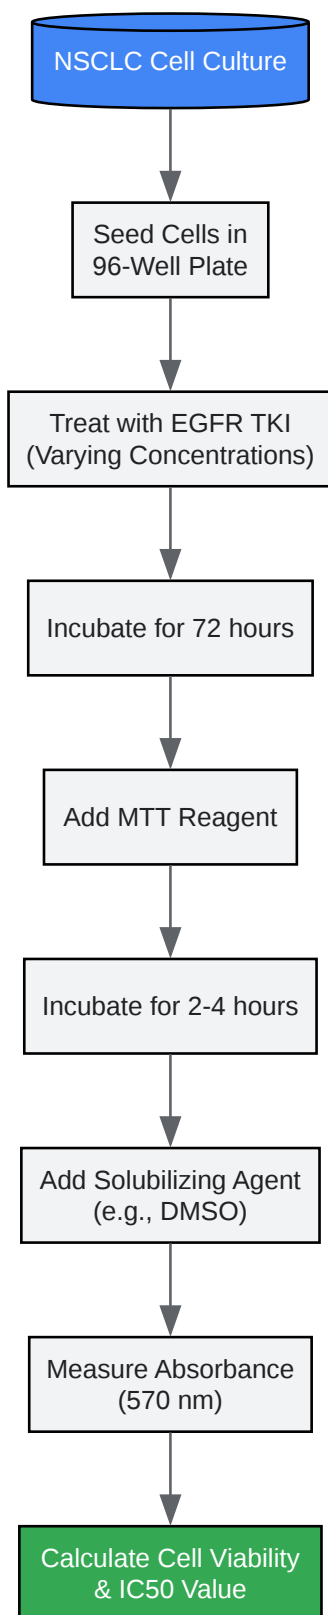 NSCLC Cell Culture
Seed Cells in
96-Well Plate
Treat with EGFR TKI
(Varying Concentrations)
Incubate for 72 hours
Add MTT Reagent
Incubate for 2-4 hours
Add Solubilizing Agent
(e.g., DMSO)
Measure Absorbance
(570 nm)
Calculate Cell Viability
& IC50 Value